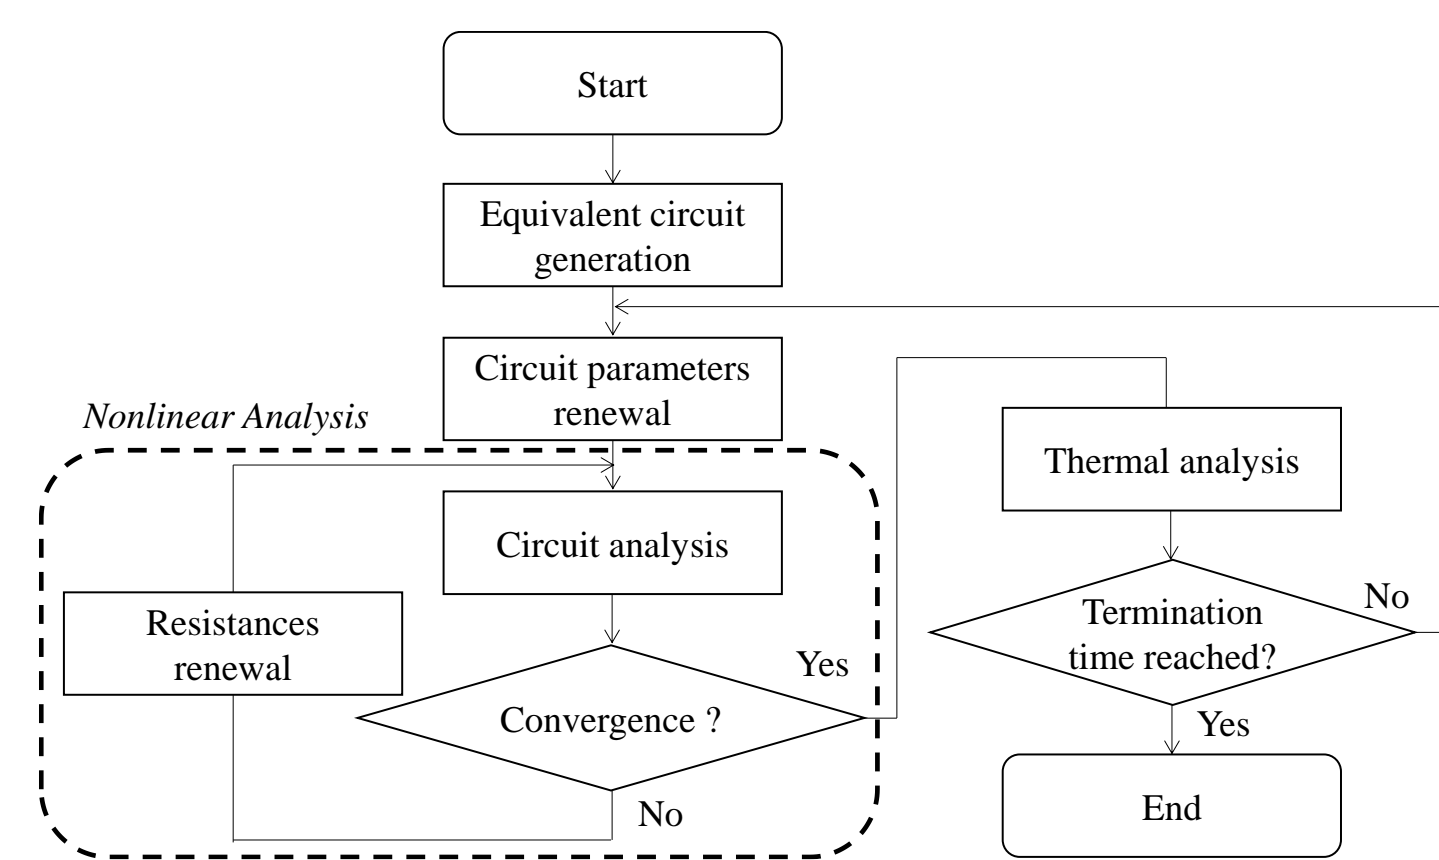 Start
Equivalent circuit
generation
Circuit parameters
renewal
Nonlinear Analysis
Circuit analysis
Resistances
renewal
Convergence ?
Yes
No
Thermal analysis
Termination
time reached?
No
Yes
End